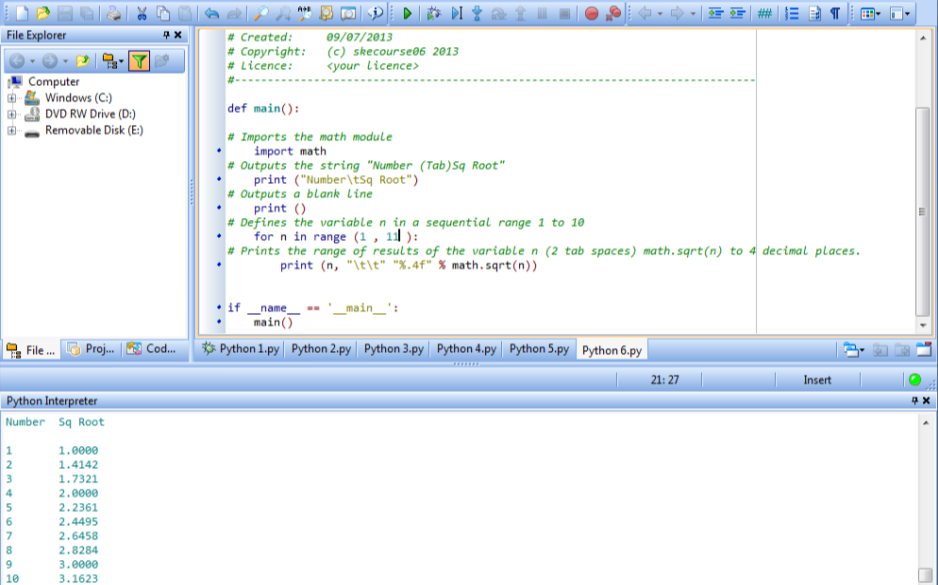 File Explorer
Computer
Windows (C:)
DVD RW Drive (D:)
Removable Disk (E:)
File ...
Proj...
Cod...
# Created:     09/07/2013
# Copyright:   (c) skecourse06 2013
# Licence:     <your licence>
#-------------------------------------------------------------------------------
def main():
# Imports the math module
    import math
# Outputs the string "Number (Tab)Sq Root"
    print ("Number\tSq Root")
# Outputs a blank line
    print ()
# Defines the variable n in a sequential range 1 to 10
    for n in range (1 , 11 ):
# Prints the range of results of the variable n (2 tab spaces) math.sqrt(n) to 4 decimal places.
        print (n, "\t\t" "%.4f" % math.sqrt(n))
if __name__ == '__main__':
    main()
Python 1.py
Python 2.py
Python 3.py
Python 4.py
Python 5.py
Python 6.py
21: 27
Insert
Python Interpreter
Number  Sq Root
1       1.0000
2       1.4142
3       1.7321
4       2.0000
5       2.2361
6       2.4495
7       2.6458
8       2.8284
9       3.0000
10      3.1623